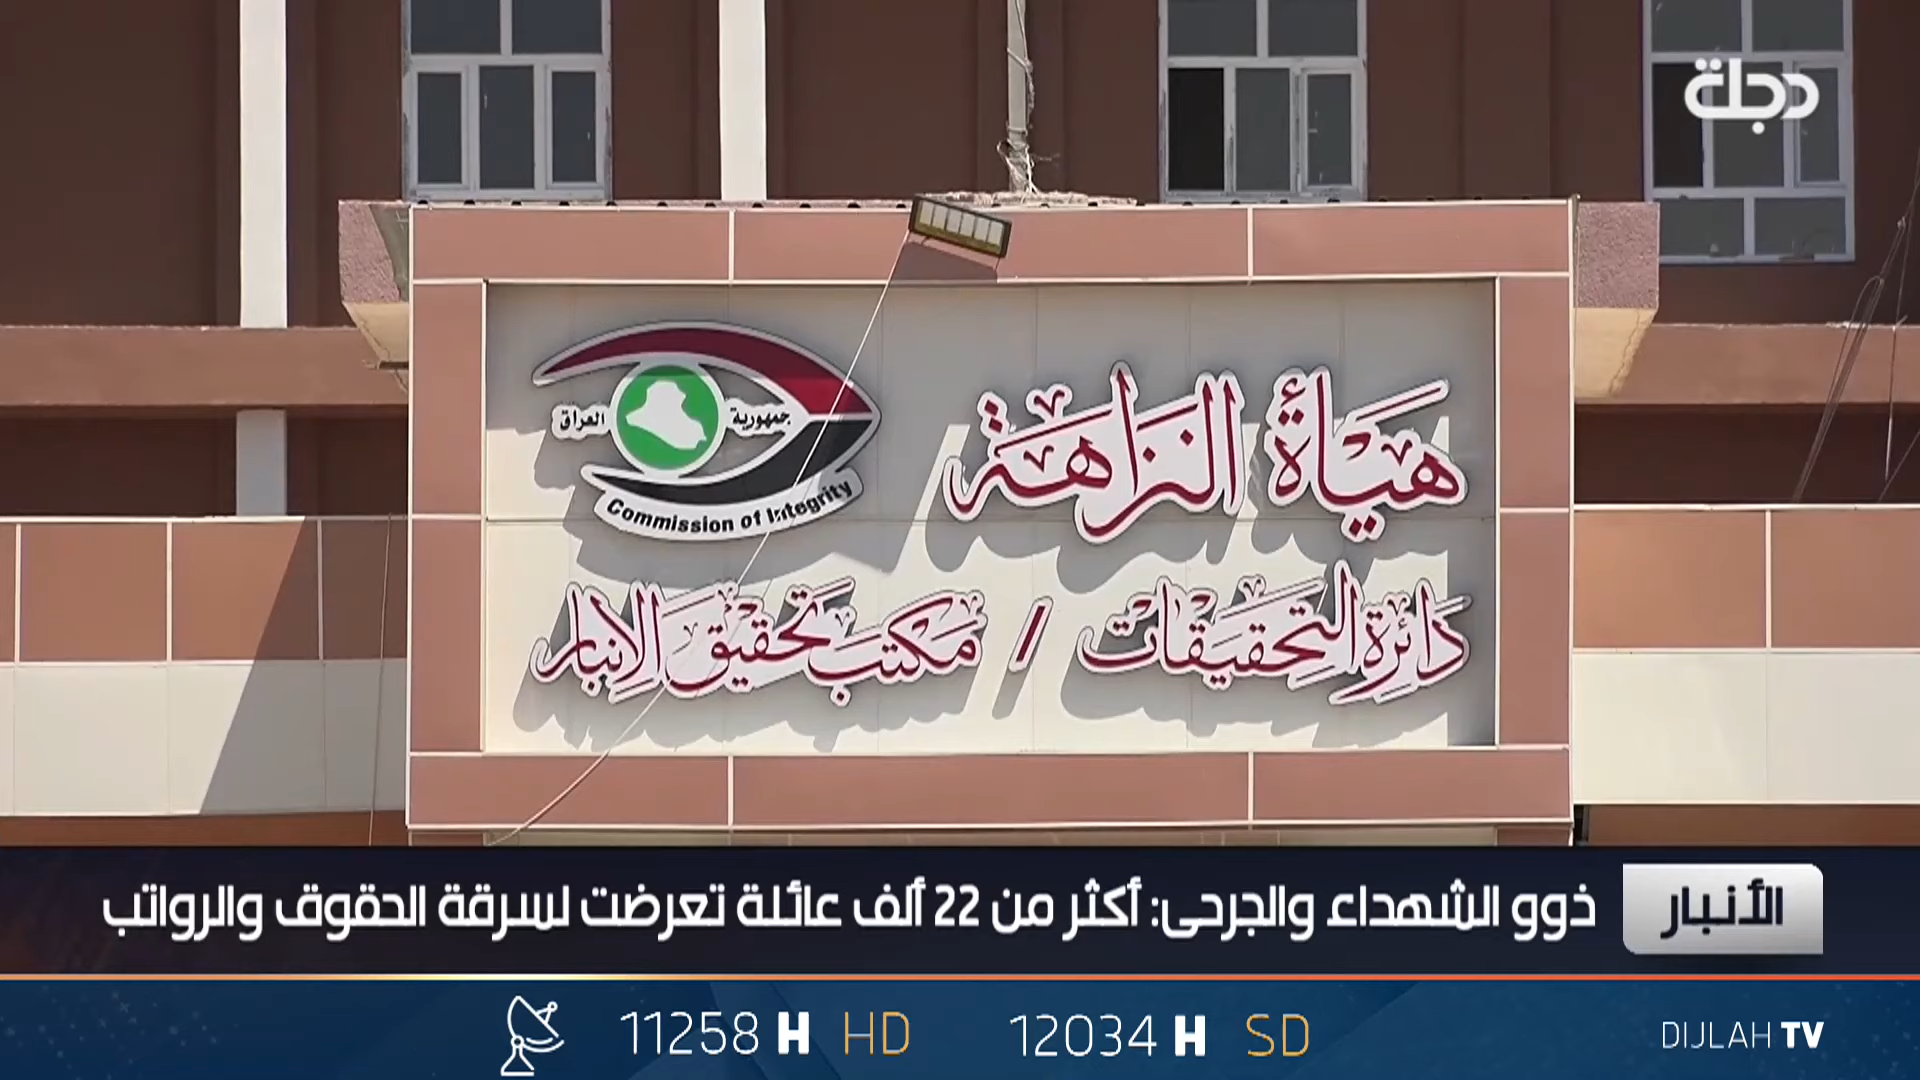 دجلة
جمهورية العراق
Commission of Integrity
هيأة النزاهة
دائرة التحقيقات / مكتب تحقيق الانبار
الأنبار
ذوو الشهداء والجرحى: أكثر من 22 ألف عائلة تعرضت لسرقة الحقوق والرواتب
11258 H HD 12034 H SD DIJLAH TV